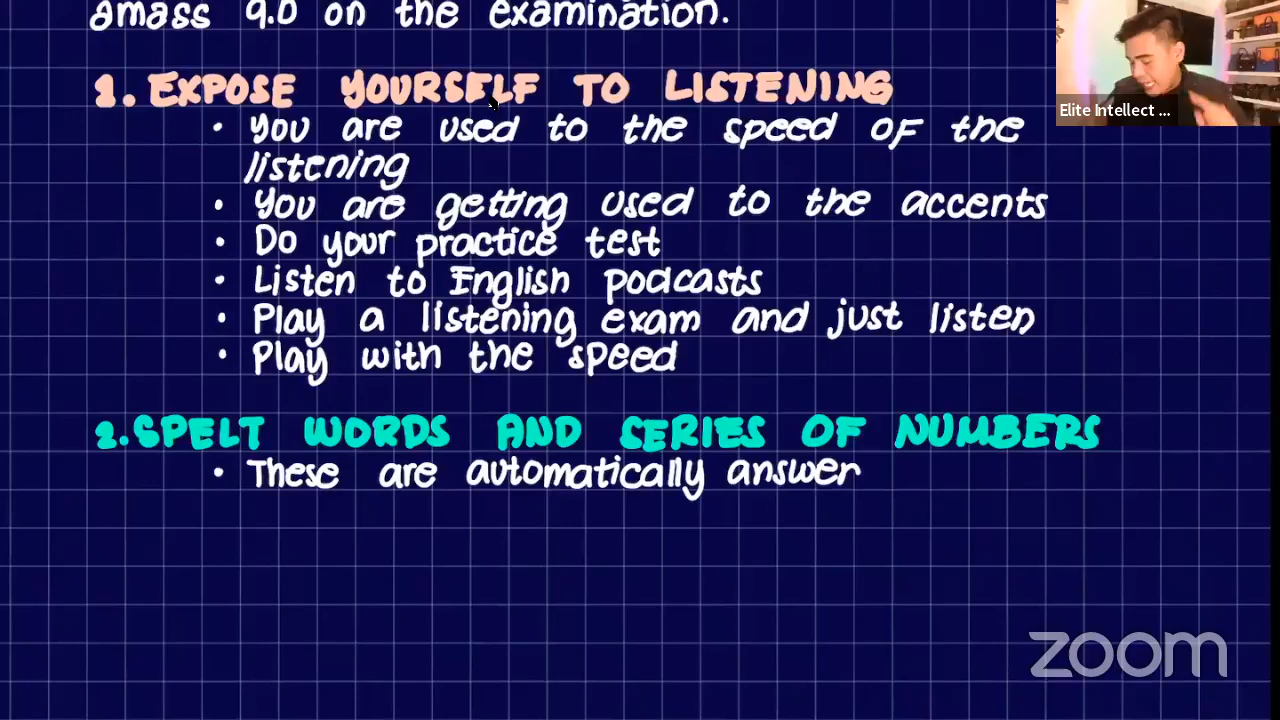 amass 9.0 on the examination.
1. EXPOSE YOURSELF TO LISTENING
• You are used to the speed of the
listening
• You are getting used to the accents
• Do your practice test
• Listen to English podcasts
• Play a listening exam and just listen
• Play with the speed
2. SPELT WORDS AND SERIES OF NUMBERS
• These are automatically answer
Elite Intellect ...
zoom